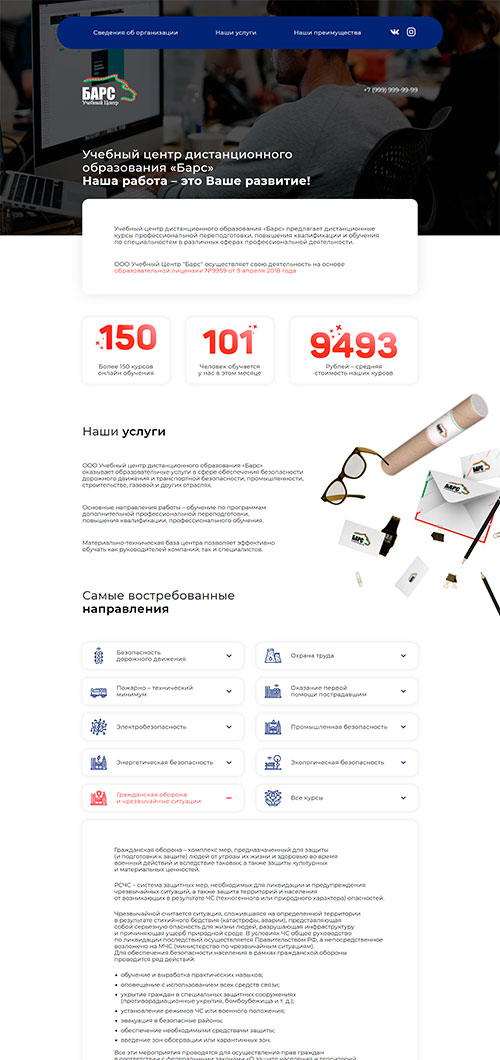 Сведения об организации
Наши услуги
Наши преимущества
БАРС
Учебный Центр
+7 (999) 999-99-99
Учебный центр дистанционного
образования «Барс»
Наша работа – это Ваше развитие!
Учебный центр дистанционного образования «Барс» предлагает дистанционные
курсы профессиональной переподготовки, повышения квалификации и обучения
по специальностям в различных сферах профессиональной деятельности.
ООО Учебный Центр "Барс" осуществляет свою деятельность на основе
образовательной лицензии №9959 от 9 апреля 2018 года
150
Более 150 курсов
онлайн обучения
101
Человек обучается
у нас в этом месяце
9493
Рублей – средняя
стоимость наших курсов
Наши услуги
ООО Учебный центр дистанционного образования «Барс»
оказывает образовательные услуги в сфере обеспечения безопасности
дорожного движения и транспортной безопасности, промышленности,
строительстве, газовой и других отраслях.
Основные направления работы – обучение по программам
дополнительной профессиональной переподготовки,
повышения квалификации, профессионального обучения.
Материально-техническая база центра позволяет эффективно
обучать как руководителей компаний, так и специалистов.
БАРС
БАРС
Самые востребованные
направления
Безопасность
дорожного движения
Охрана труда
Пожарно – технический
минимум
Оказание первой
помощи пострадавшим
Электробезопасность
Промышленная безопасность
Энергетическая безопасность
Экологическая безопасность
Гражданская оборона
и чрезвычайные ситуации
Все курсы
Гражданская оборона – комплекс мер, предназначенный для защиты
(и подготовки к защите) людей от угрозы их жизни и здоровью во время
военный действий и вследствие таковых; а также защиты культурных
и материальных ценностей.
РСЧС – система защитных мер, необходимых для ликвидации и предупреждения
чрезвычайных ситуаций, а также защита территорий и населения
от возникающих в результате ЧС (техногенного или природного характера) опасностей.
Чрезвычайной считается ситуация, сложившаяся на определенной территории
в результате стихийного бедствия (катастрофы, аварии), представляющая
собой серьезную опасность для жизни людей, разрушающая инфраструктуру
и причиняющая ущерб природной среде. В условиях ЧС общее руководство
по ликвидации последствий осуществляется Правительством РФ, а непосредственное
возложено на МЧС (министерство по чрезвычайным ситуациям).
Для обеспечения безопасности населения в рамках гражданской обороны
проводится ряд действий:
• обучение и выработка практических навыков;
• оповещение с использованием всех средств связи;
• укрытие граждан в специальных защитных сооружениях
(противорадиационные укрытия, бомбоубежища и т. д.);
• установление режимов ЧС или военного положения;
• эвакуация в безопасные районы;
• обеспечение необходимыми средствами защиты;
• введение зон обсервации или карантинных зон.
Все эти мероприятия проводятся для осуществления прав граждан